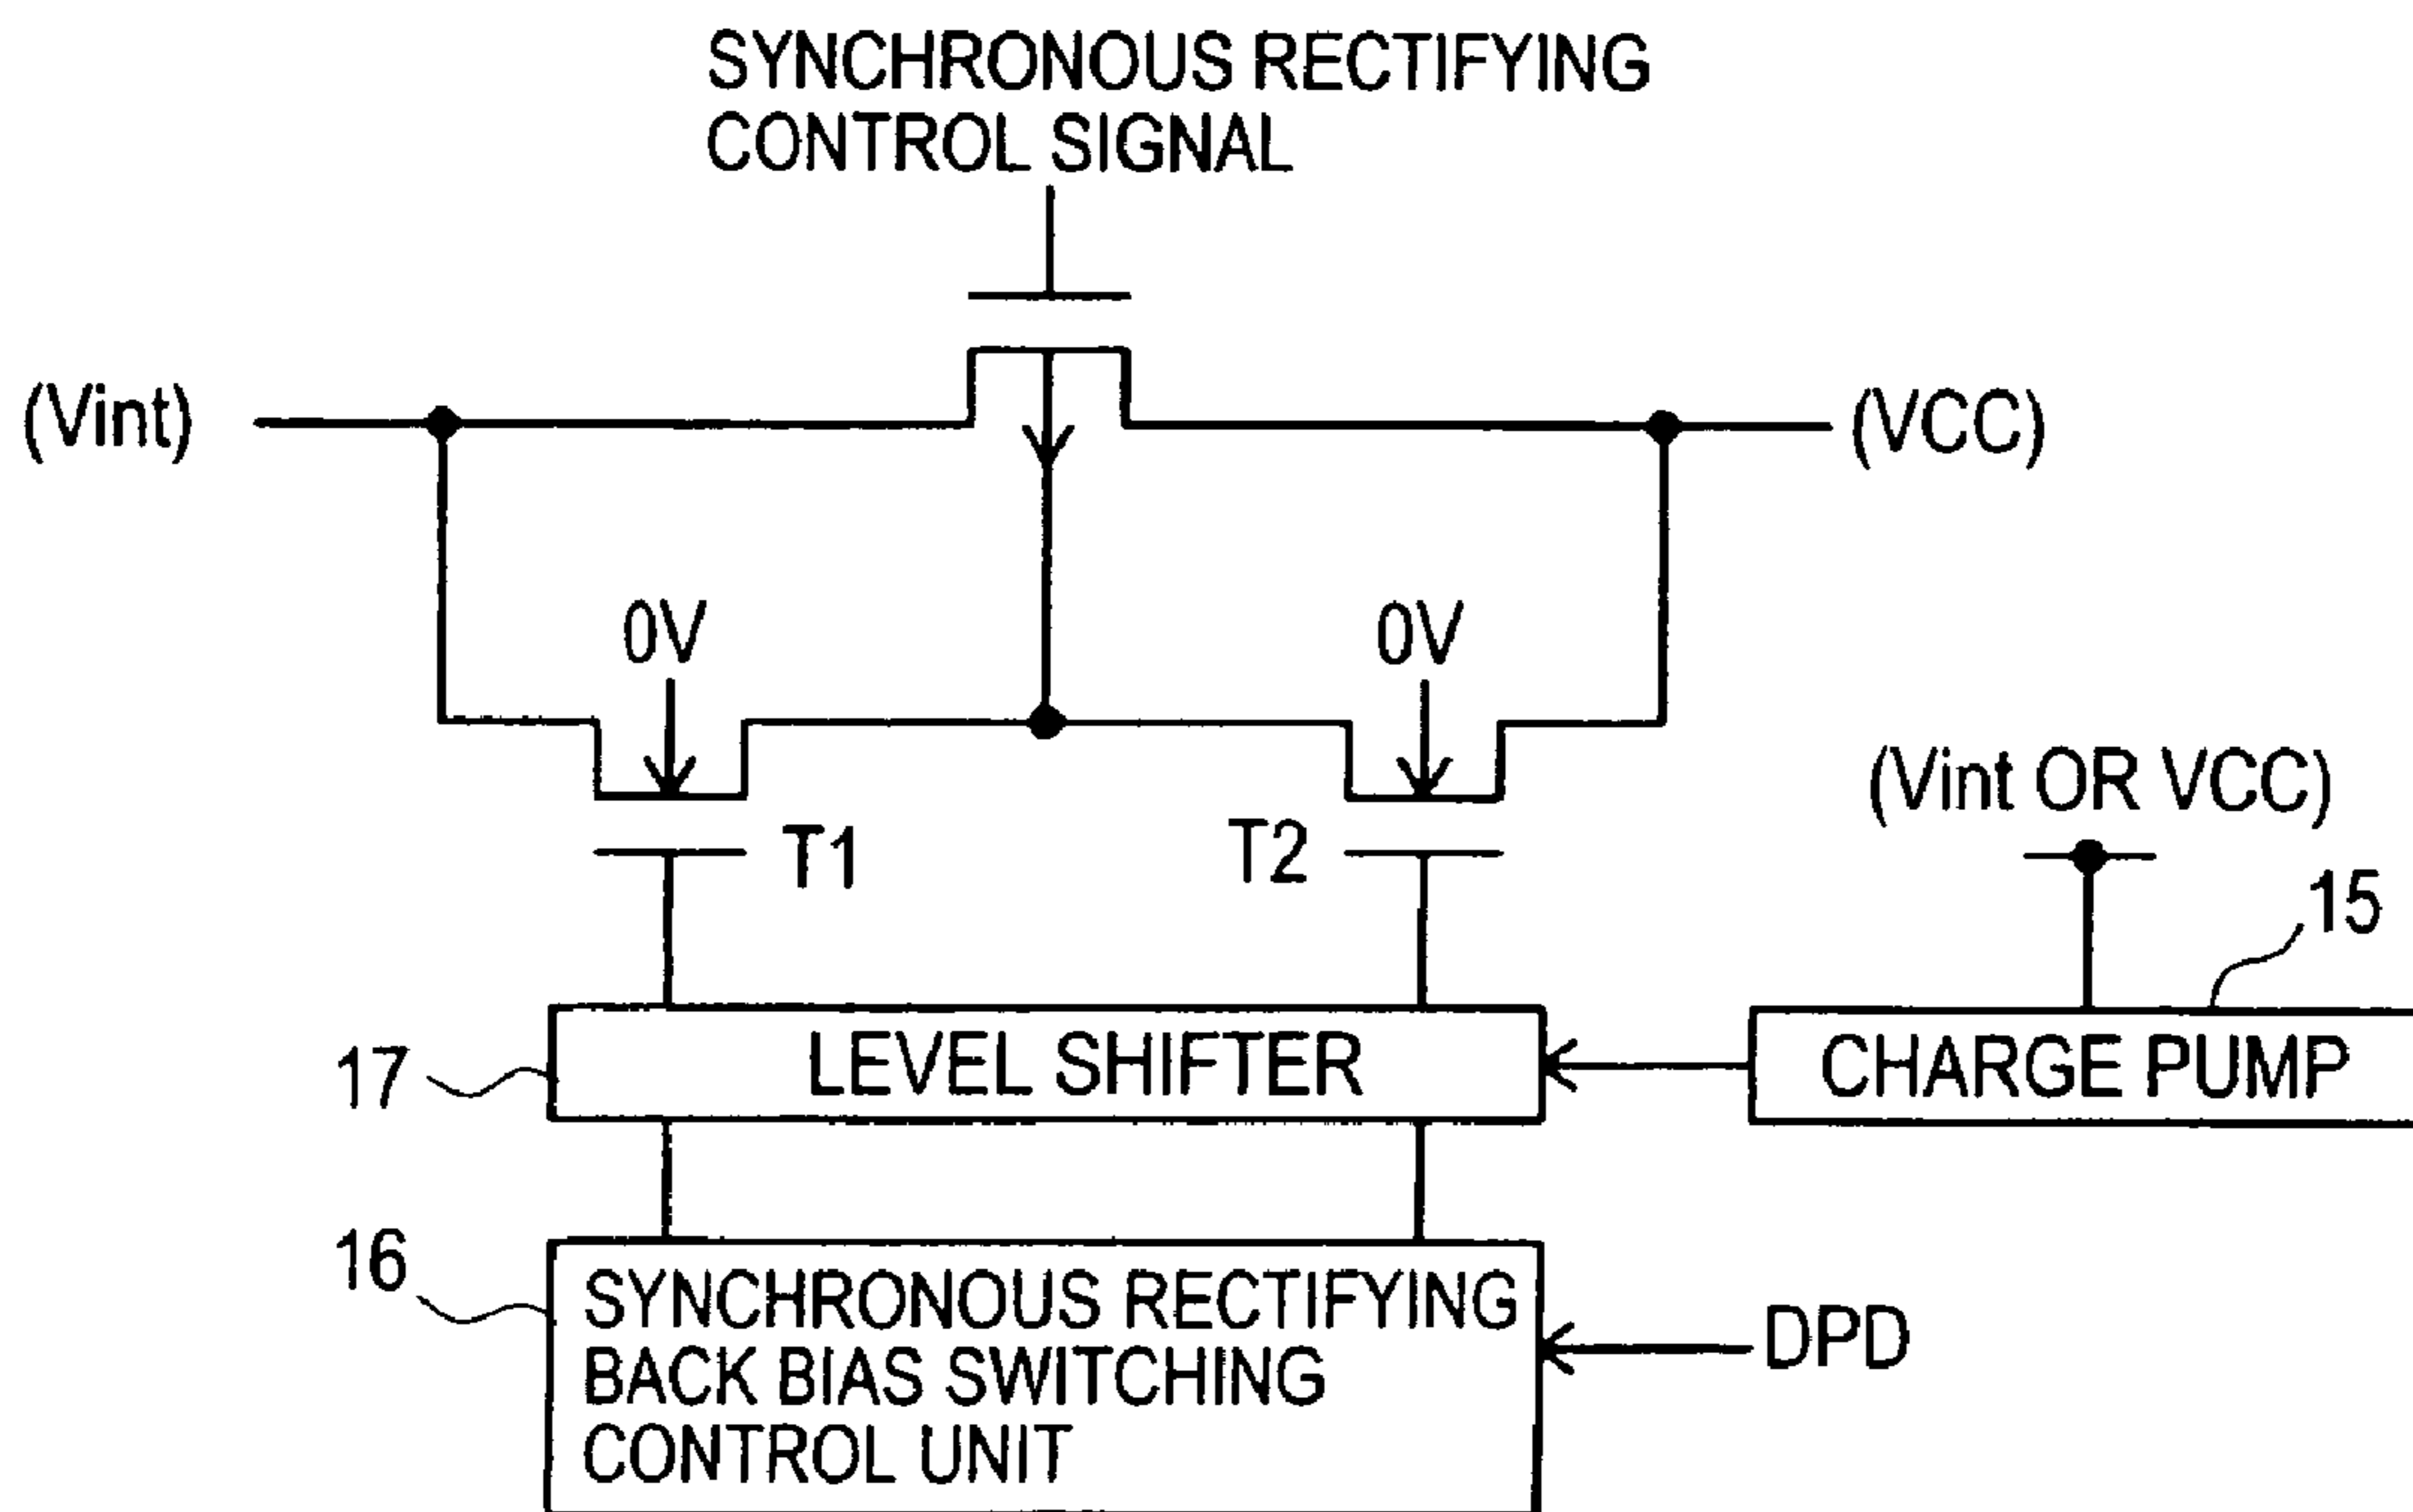 SYNCHRONOUS RECTIFYING
CONTROL SIGNAL
(Vint)
(VCC)
0V
0V
(Vint OR VCC)
T1
T2
15
17
LEVEL SHIFTER
CHARGE PUMP
16
SYNCHRONOUS RECTIFYING
BACK BIAS SWITCHING
CONTROL UNIT
DPD